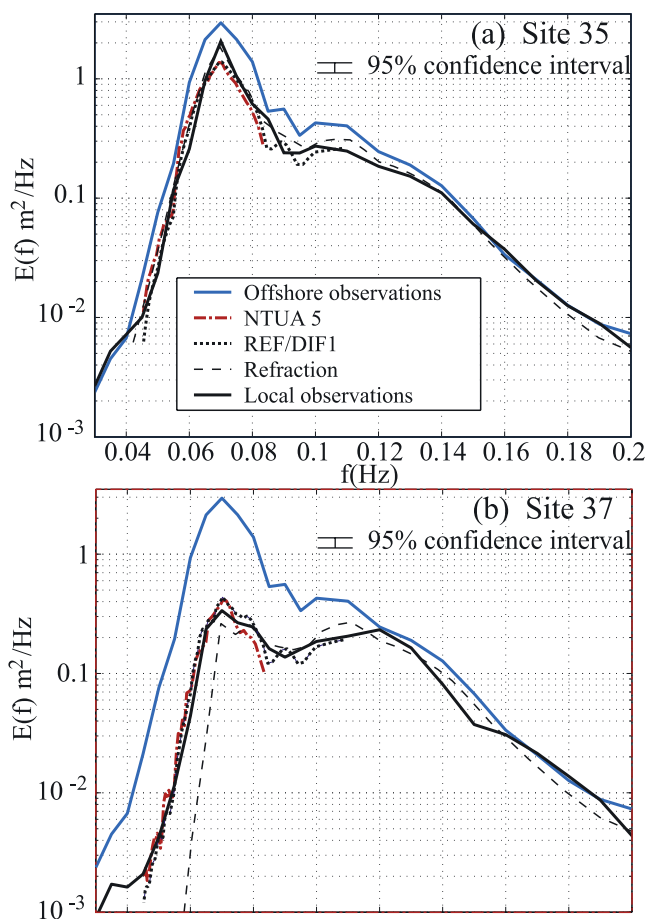 (a) Site 35
95% confidence interval
1
0.1
10-2
10-3
E(f) m2/Hz
Offshore observations
NTUA 5
REF/DIF1
Refraction
Local observations
0.04 0.06 0.08 0.1 0.12 0.14 0.16 0.18 0.2
f(Hz)
(b) Site 37
95% confidence interval
1
0.1
10-2
10-3
E(f) m2/Hz